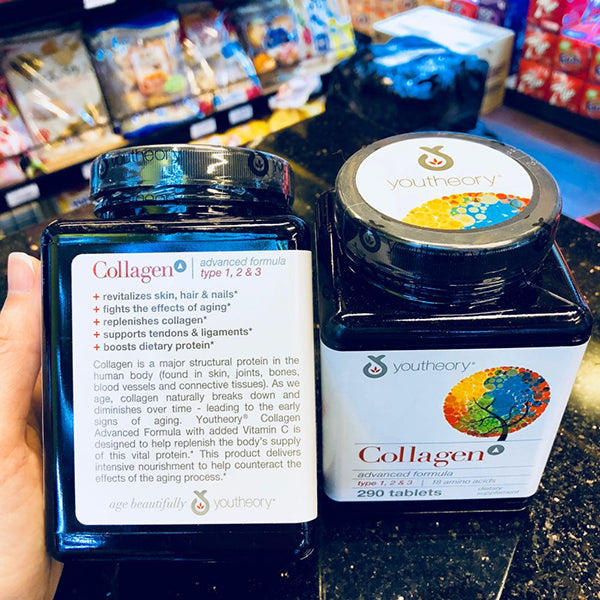 Collagen
advanced formula
type 1, 2 & 3
+ revitalizes skin, hair & nails*
+ fights the effects of aging*
+ replenishes collagen*
+ supports tendons & ligaments*
+ boosts dietary protein*
Collagen is a major structural protein in the
human body (found in skin, joints, bones,
blood vessels and connective tissues). As we
age, collagen naturally breaks down and
diminishes over time - leading to the early
signs of aging. Youtheory® Collagen
Advanced Formula with added Vitamin C is
designed to help replenish the body's supply
of this vital protein.* This product delivers
intensive nourishment to help counteract the
effects of the aging process.*
age beautifully youtheory®
youtheory®
youtheory®
Collagen
advanced formula
type 1, 2 & 3 | 18 amino acids
290 tablets
dietary
supplement